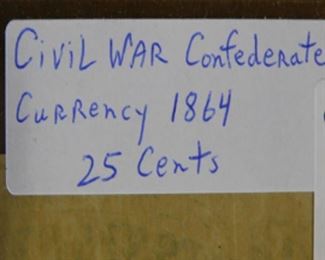 Civil War Confederate
Currency 1864
25 Cents